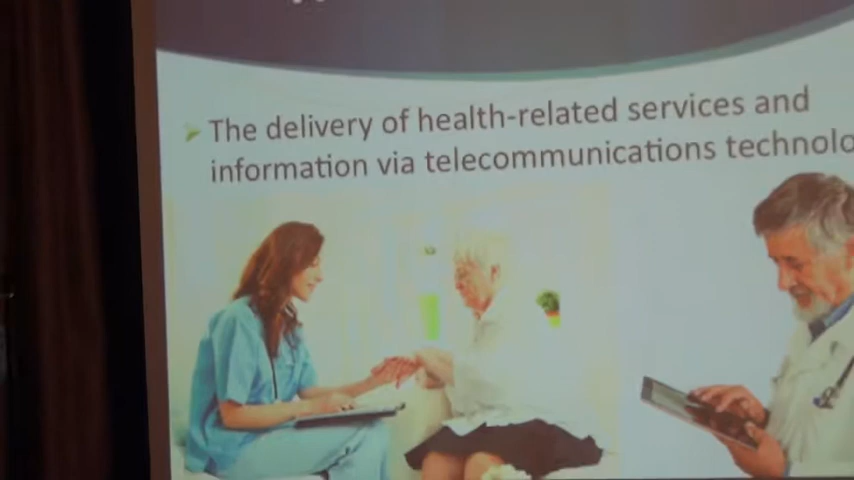 The delivery of health-related services and
information via telecommunications technolo